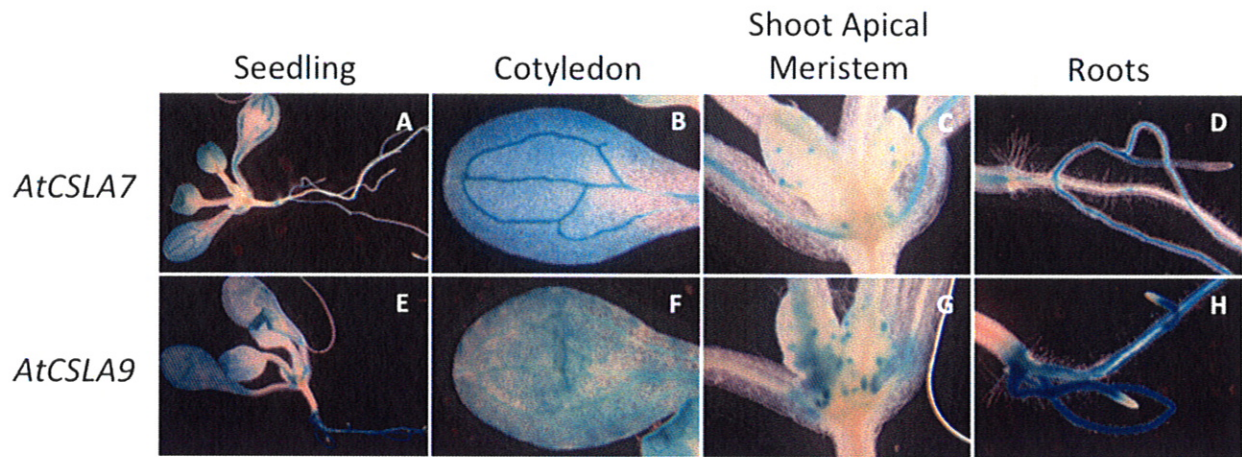 Seedling
Cotyledon
Shoot Apical
Meristem
Roots
AtCSLA7
A
B
C
D
AtCSLA9
E
F
G
H